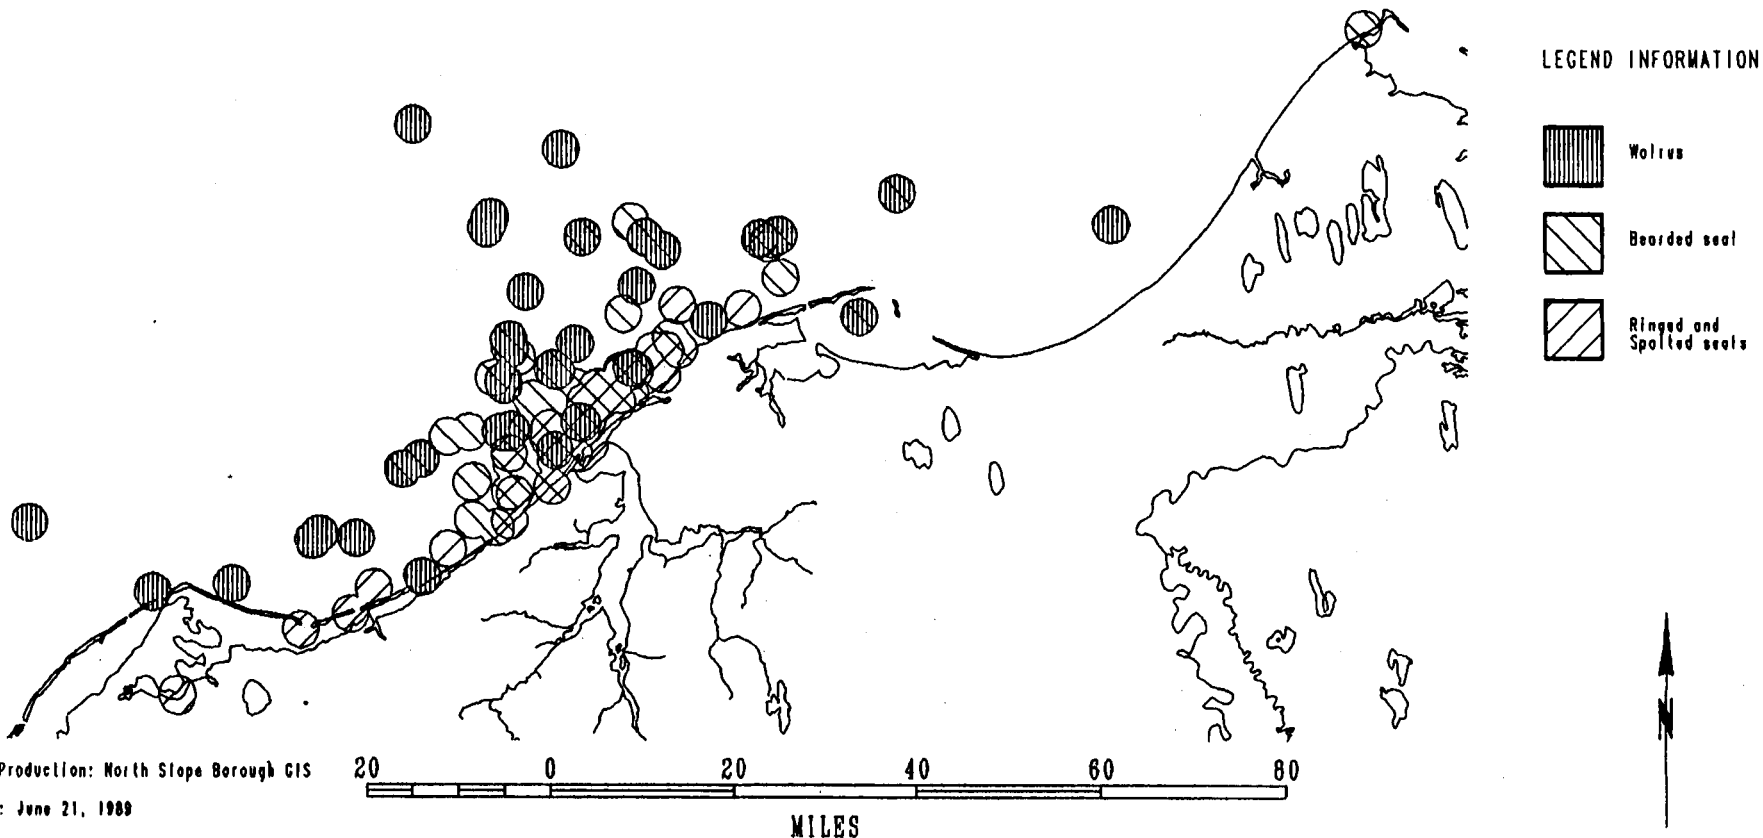 LEGEND INFORMATION
Walrus
Bearded seal
Ringed and
Spotted seals
N
Production: North Slope Borough GIS
: June 21, 1989
20 0 20 40 60 80
MILES